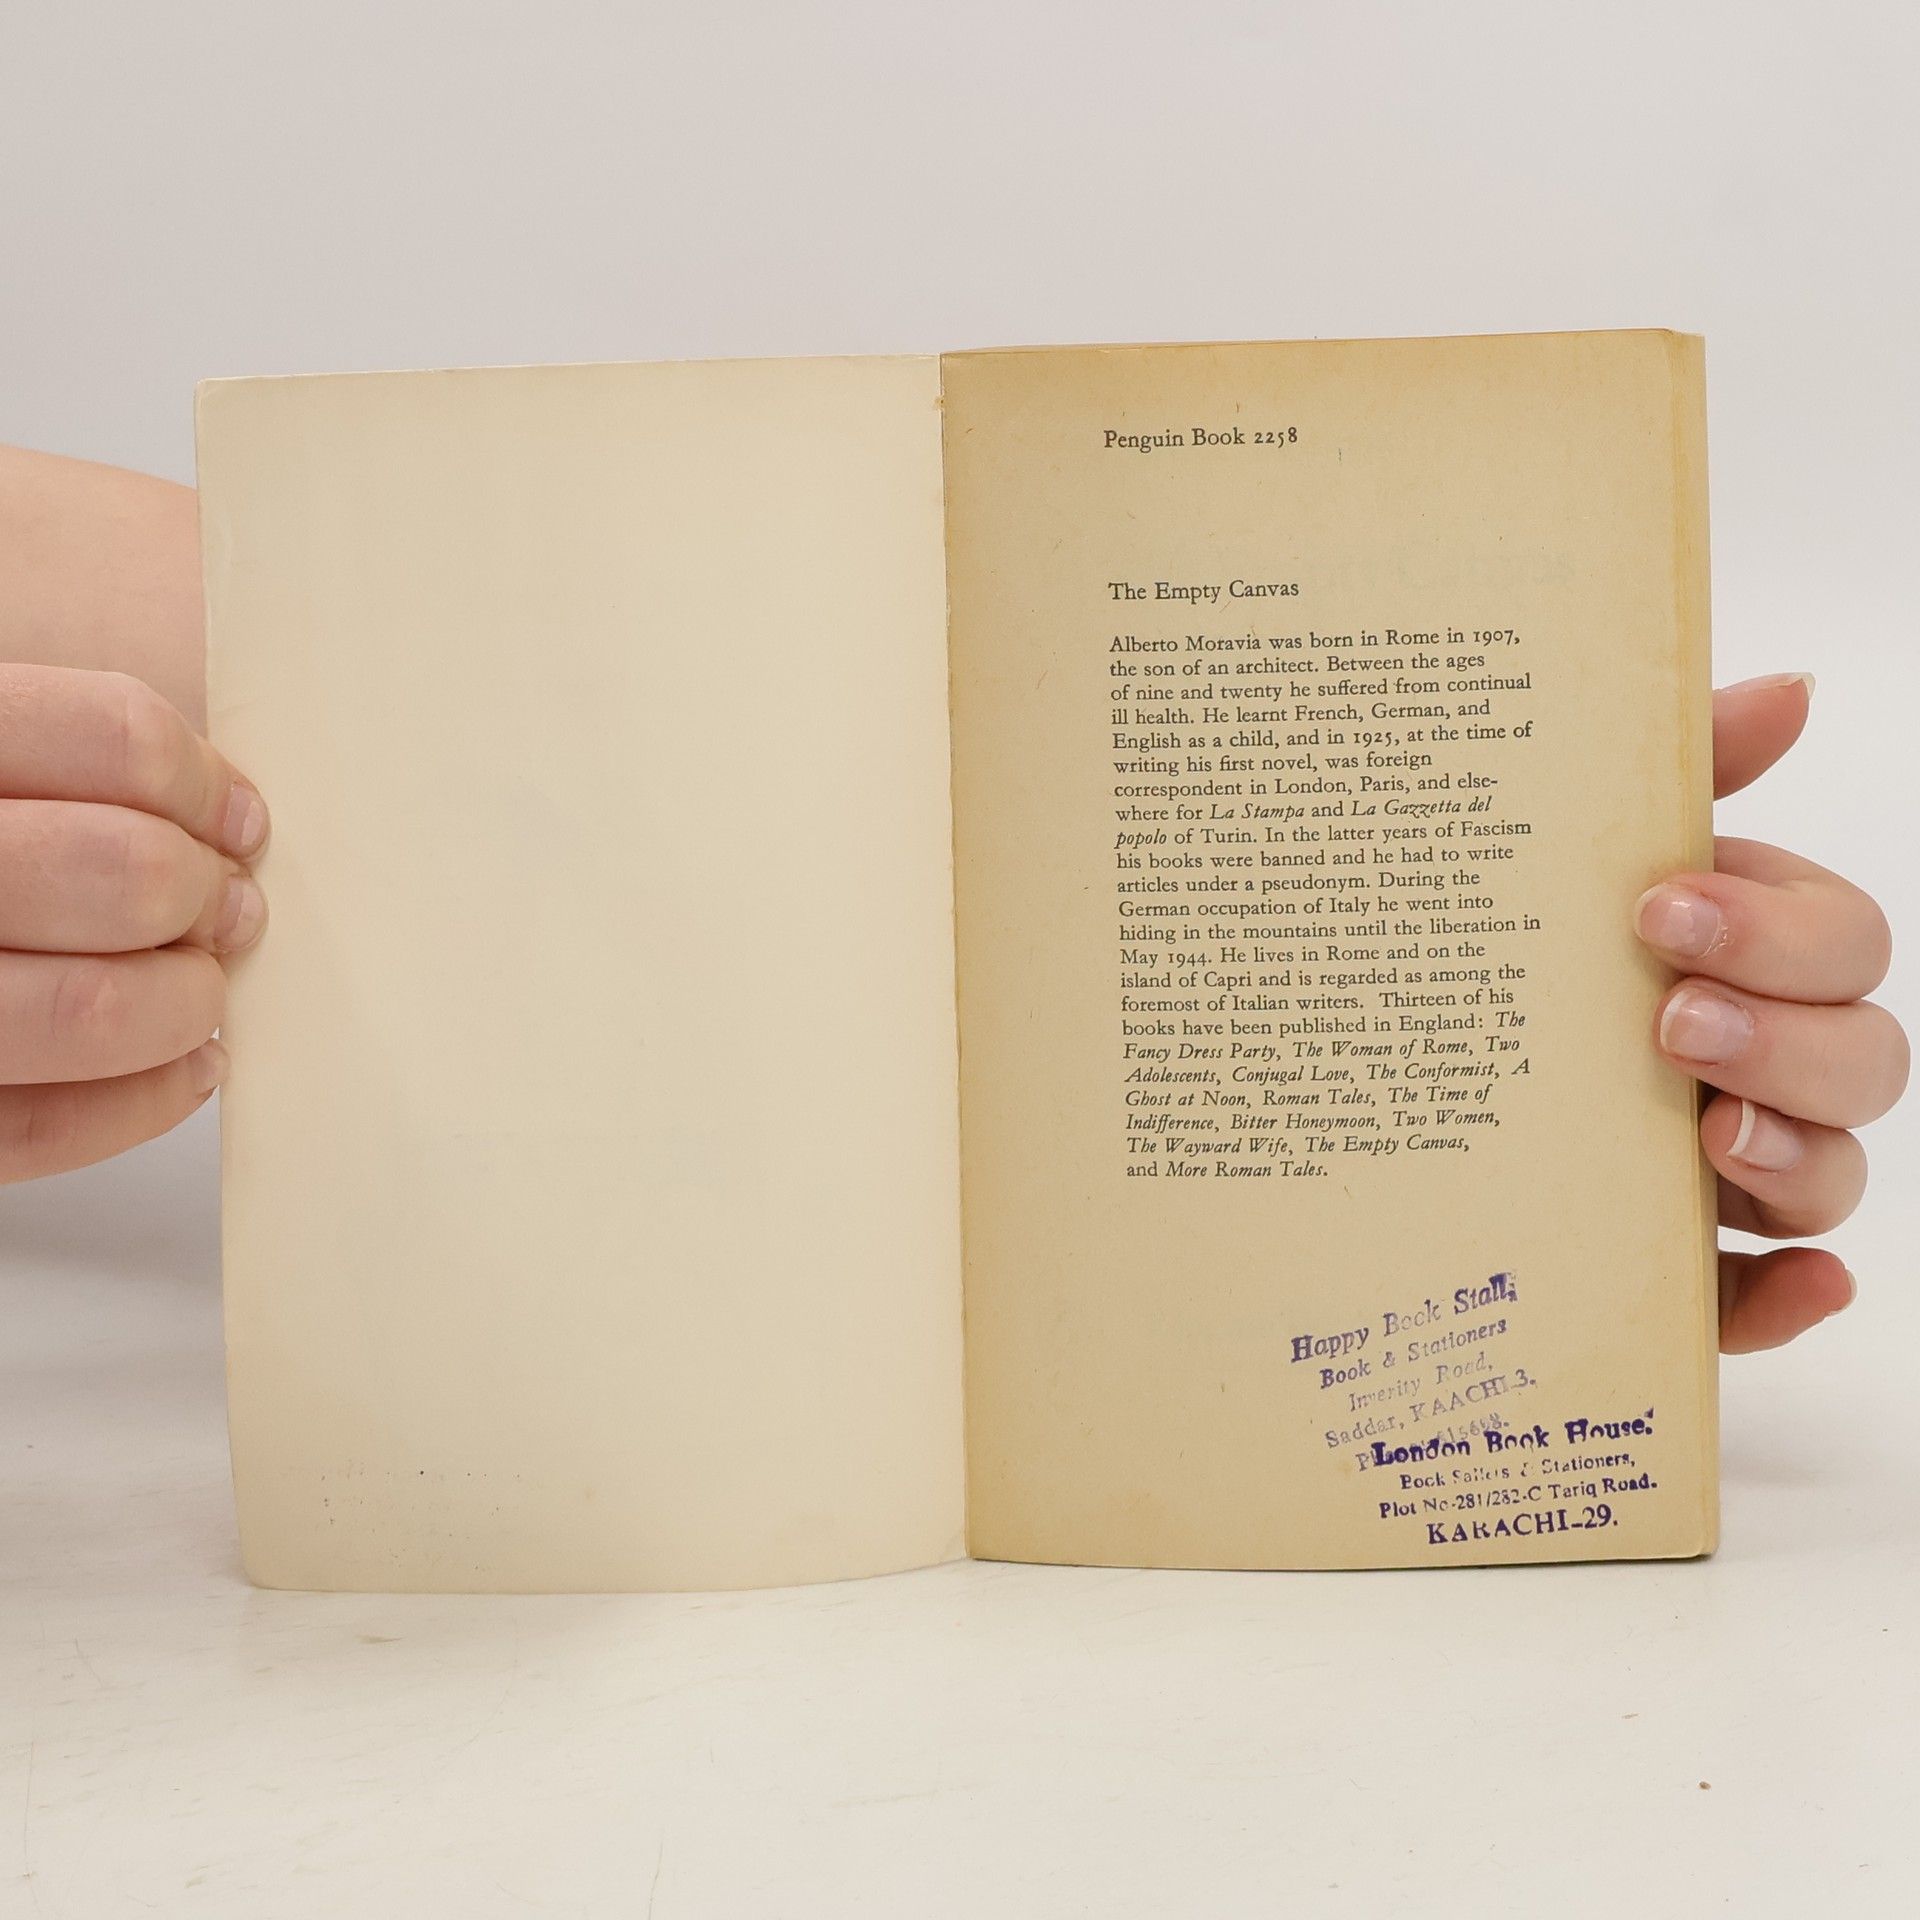 Penguin Book 2258
The Empty Canvas
Alberto Moravia was born in Rome in 1907,
the son of an architect. Between the ages
of nine and twenty he suffered from continual
ill health. He learnt French, German, and
English as a child, and in 1925, at the time of
writing his first novel, was foreign
correspondent in London, Paris, and else-
where for La Stampa and La Gazzetta del
popolo of Turin. In the latter years of Fascism
his books were banned and he had to write
articles under a pseudonym. During the
German occupation of Italy he went into
hiding in the mountains until the liberation in
May 1944. He lives in Rome and on the
island of Capri and is regarded as among the
foremost of Italian writers. Thirteen of his
books have been published in England: The
Fancy Dress Party, The Woman of Rome, Two
Adolescents, Conjugal Love, The Conformist, A
Ghost at Noon, Roman Tales, The Time of
Indifference, Bitter Honeymoon, Two Women,
The Wayward Wife, The Empty Canvas,
and More Roman Tales.
Happy Book Stall,
Book & Stationers
Inverity Road,
Saddar, KAACHI-3.
London Book House.
Book Sallers & Stationers,
Plot No-281/282-C Tariq Road.
KARACHI-29.